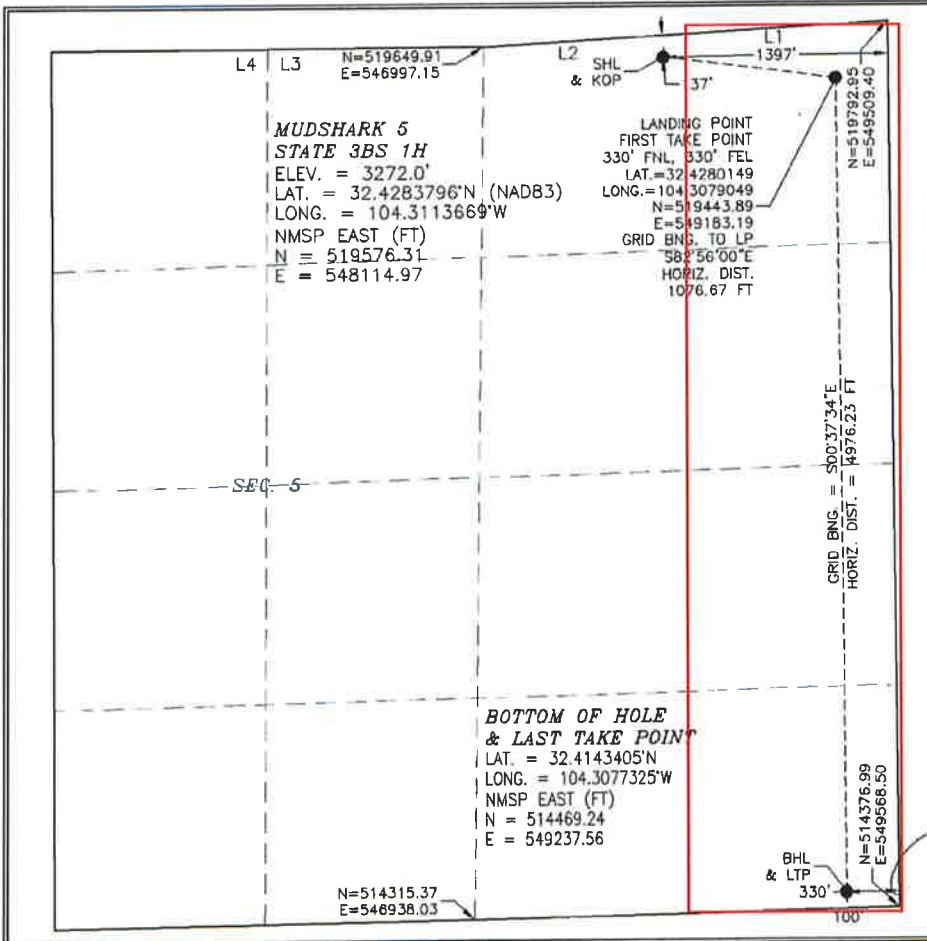 L4
L3
N=519649.91
E=546997.15
L2
SHL
& KOP
37'
L1
1397'
N=519792.95
E=549509.40
MUDSHARK 5
STATE 3BS 1H
ELEV. = 3272.0'
LAT. = 32.4283796°N (NAD83)
LONG. = 104.3113669°W
NMSP EAST (FT)
N = 519576.31
E = 548114.97
LANDING POINT
FIRST TAKE POINT
330' FNL, 330' FEL
LAT.=32.4280149
LONG.=104.3079049
N=519443.89
E=549183.19
GRID BNG. TO LP
S82°56'00"E
HORIZ. DIST.
1076.67 FT
SEC. 5
GRID BNG. = S00°37'34"E
HORIZ. DIST. = 4976.23 FT
BOTTOM OF HOLE
& LAST TAKE POINT
LAT. = 32.4143405°N
LONG. = 104.3077325°W
NMSP EAST (FT)
N = 514469.24
E = 549237.56
N=514376.99
E=549568.50
BHL
& LTP
330'
N=514315.37
E=546938.03
100'